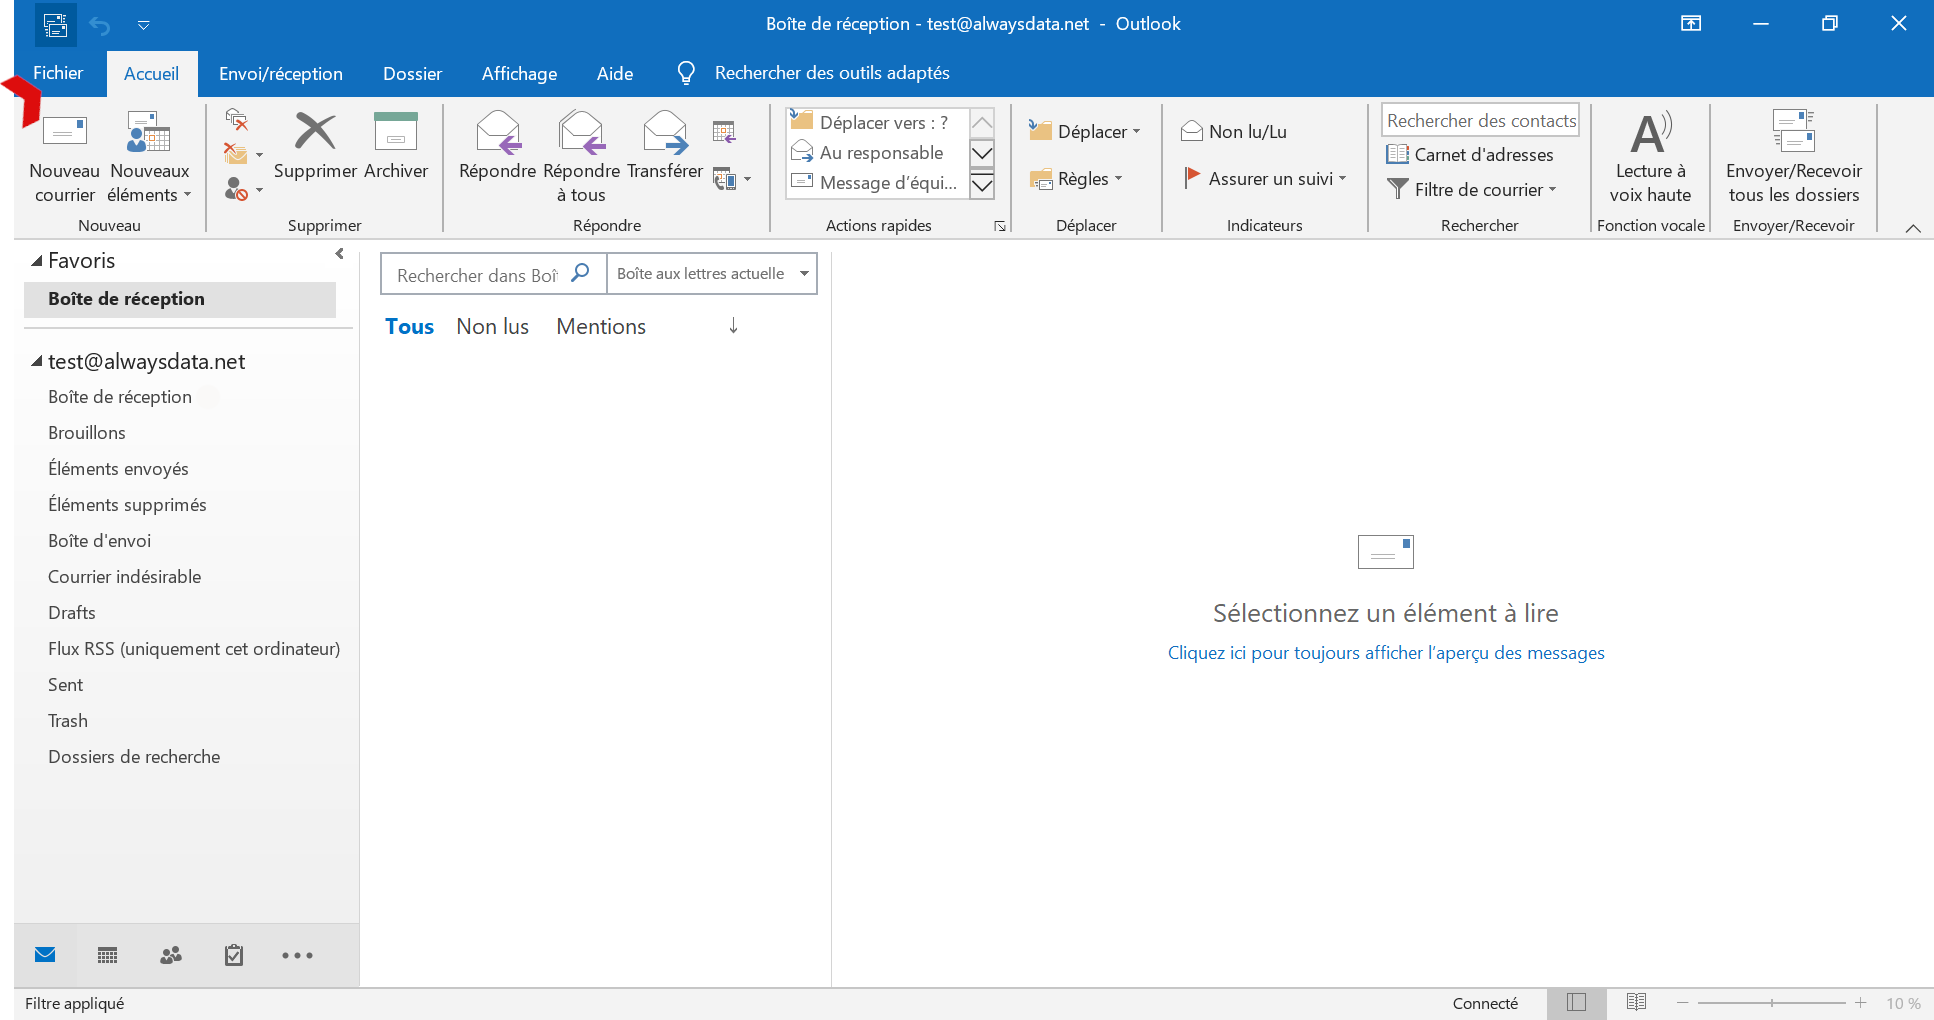 Boîte de réception - test@alwaysdata.net - Outlook
Fichier Accueil Envoi/réception Dossier Affichage Aide Rechercher des outils adaptés
Nouveau courrier
Nouveaux éléments
Nouveau
Supprimer
Archiver
Supprimer
Répondre
Répondre à tous
Transférer
Répondre
Déplacer vers : ?
Au responsable
Message d’équi...
Actions rapides
Déplacer
Règles
Déplacer
Non lu/Lu
Assurer un suivi
Indicateurs
Rechercher des contacts
Carnet d'adresses
Filtre de courrier
Rechercher
Lecture à voix haute
Fonction vocale
Envoyer/Recevoir tous les dossiers
Envoyer/Recevoir
Favoris
Boîte de réception
test@alwaysdata.net
Boîte de réception
Brouillons
Éléments envoyés
Éléments supprimés
Boîte d'envoi
Courrier indésirable
Drafts
Flux RSS (uniquement cet ordinateur)
Sent
Trash
Dossiers de recherche
Rechercher dans Boî
Boîte aux lettres actuelle
Tous Non lus Mentions
Sélectionnez un élément à lire
Cliquez ici pour toujours afficher l’aperçu des messages
Filtre appliqué
Connecté
10 %